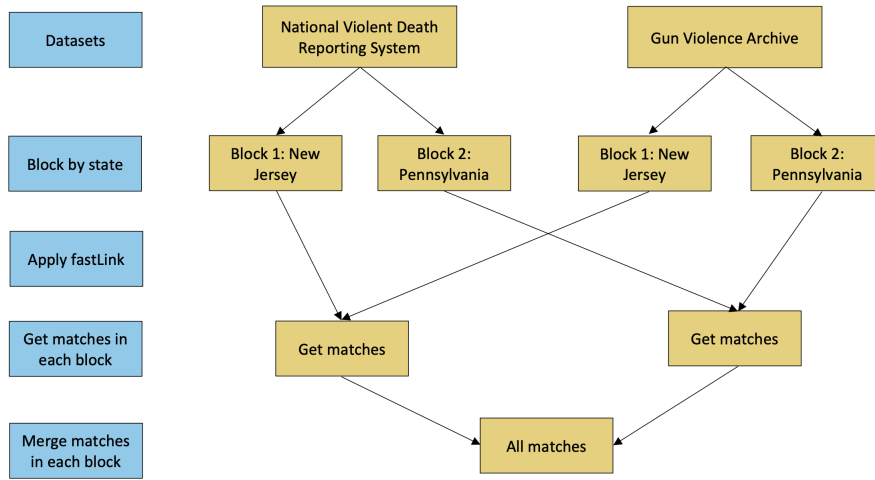 Datasets
National Violent Death
Reporting System
Gun Violence Archive
Block by state
Block 1: New
Jersey
Block 2:
Pennsylvania
Block 1: New
Jersey
Block 2:
Pennsylvania
Apply fastLink
Get matches in
each block
Get matches
Get matches
Merge matches
in each block
All matches